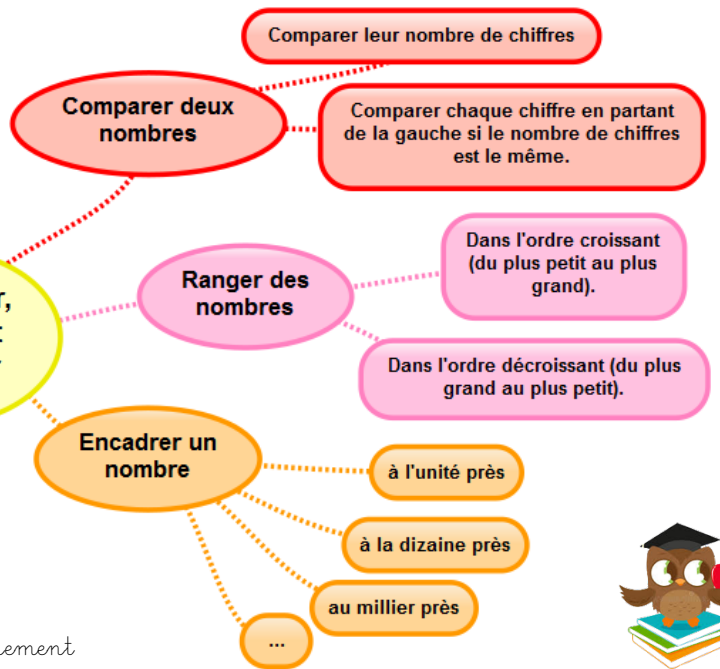 Comparer leur nombre de chiffres
Comparer deux
nombres
Comparer chaque chiffre en partant
de la gauche si le nombre de chiffres
est le même.
Dans l'ordre croissant
(du plus petit au plus
grand).
Ranger des
nombres
Dans l'ordre décroissant (du plus
grand au plus petit).
Encadrer un
nombre
à l'unité près
à la dizaine près
au millier près
...